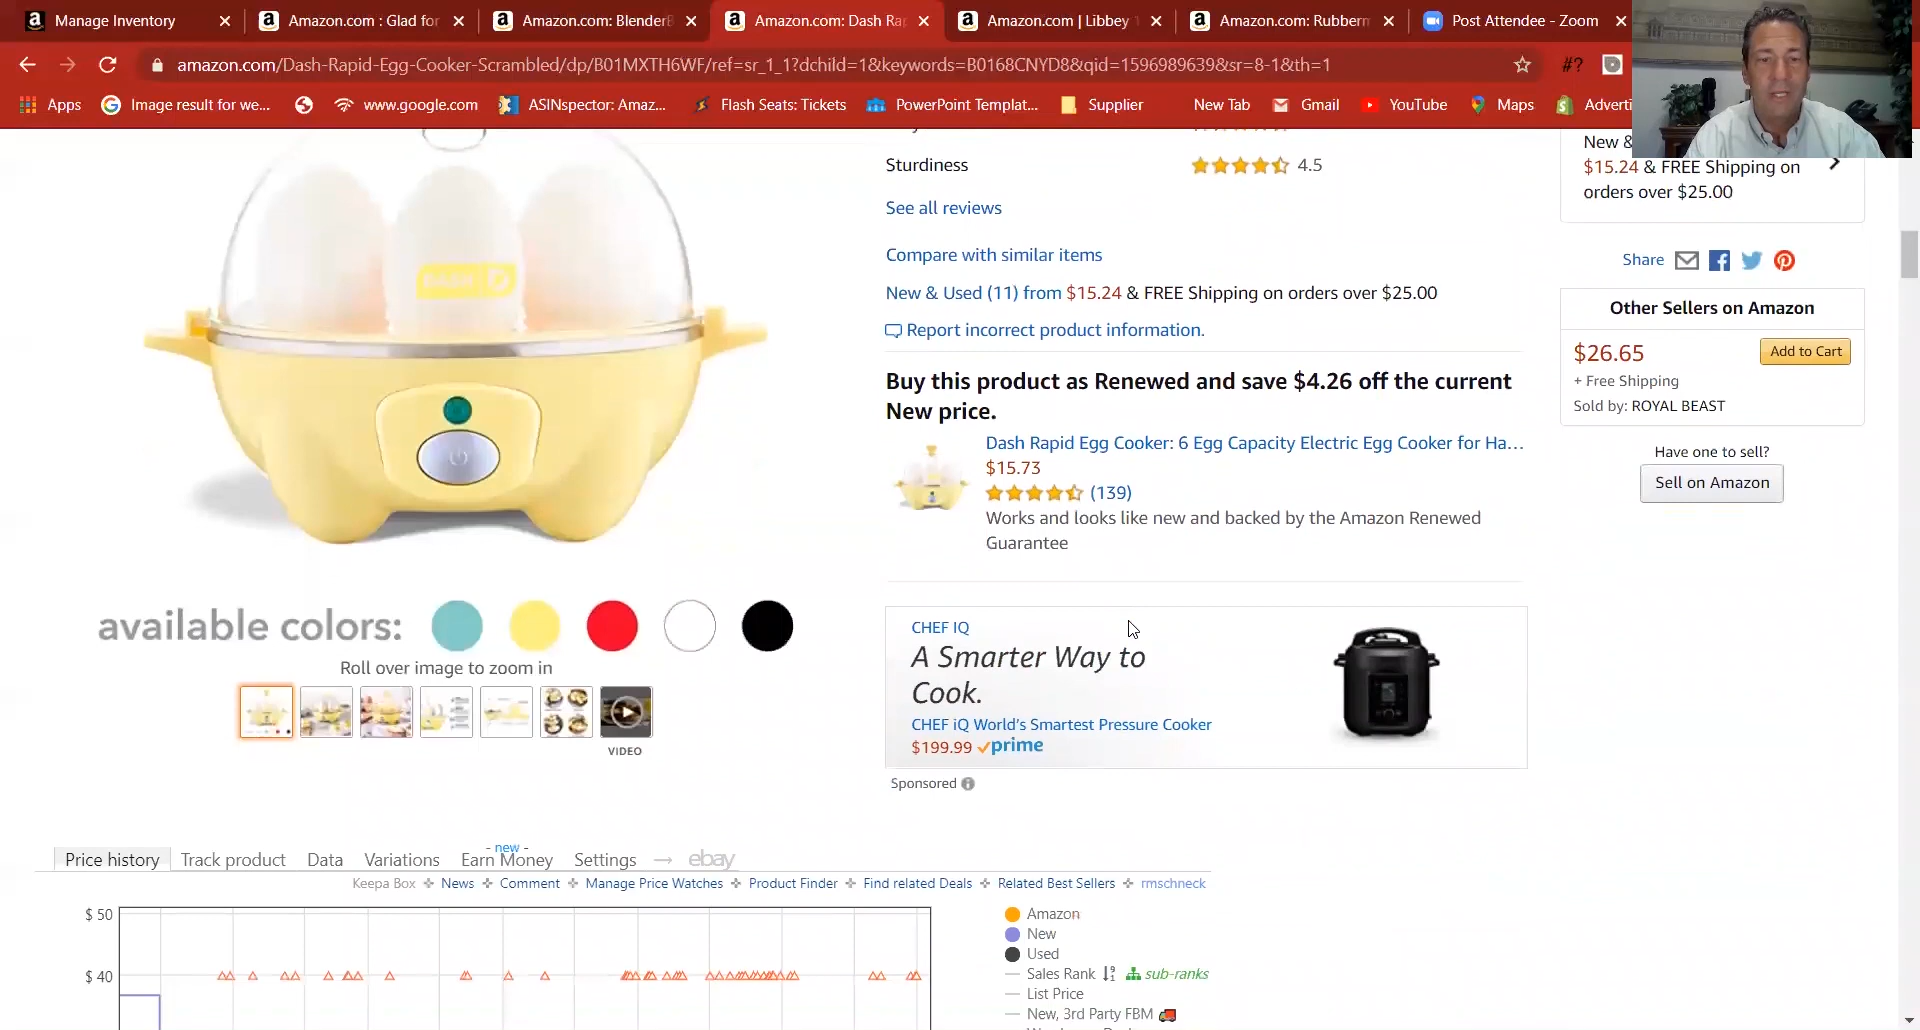 Manage Inventory
Amazon.com : Glad for
Amazon.com: BlenderB
Amazon.com: Dash Rap
Amazon.com | Libbey 1
Amazon.com: Rubberm
Post Attendee - Zoom
amazon.com/Dash-Rapid-Egg-Cooker-Scrambled/dp/B01MXTH6WF/ref=sr_1_1?dchild=1&keywords=B0168CNYD8&qid=1596989639&sr=8-1&th=1
#?
Apps
Image result for we...
www.google.com
ASINspector: Amaz...
Flash Seats: Tickets
PowerPoint Templat...
Supplier
New Tab
Gmail
YouTube
Maps
Adverti
DASH
available colors:
Roll over image to zoom in
VIDEO
Sturdiness
4.5
See all reviews
Compare with similar items
New & Used (11) from $15.24 & FREE Shipping on orders over $25.00
Report incorrect product information.
Buy this product as Renewed and save $4.26 off the current
New price.
Dash Rapid Egg Cooker: 6 Egg Capacity Electric Egg Cooker for Ha...
$15.73
(139)
Works and looks like new and backed by the Amazon Renewed
Guarantee
CHEF IQ
A Smarter Way to
Cook.
CHEF iQ World's Smartest Pressure Cooker
$199.99 prime
Sponsored
New &
$15.24 & FREE Shipping on
orders over $25.00
Share
Other Sellers on Amazon
$26.65
Add to Cart
+ Free Shipping
Sold by: ROYAL BEAST
Have one to sell?
Sell on Amazon
- new -
Price history
Track product
Data
Variations
Earn Money
Settings
ebay
Keepa Box
News
Comment
Manage Price Watches
Product Finder
Find related Deals
Related Best Sellers
rmschneck
$ 50
$ 40
Amazon
New
Used
Sales Rank
sub-ranks
List Price
New, 3rd Party FBM